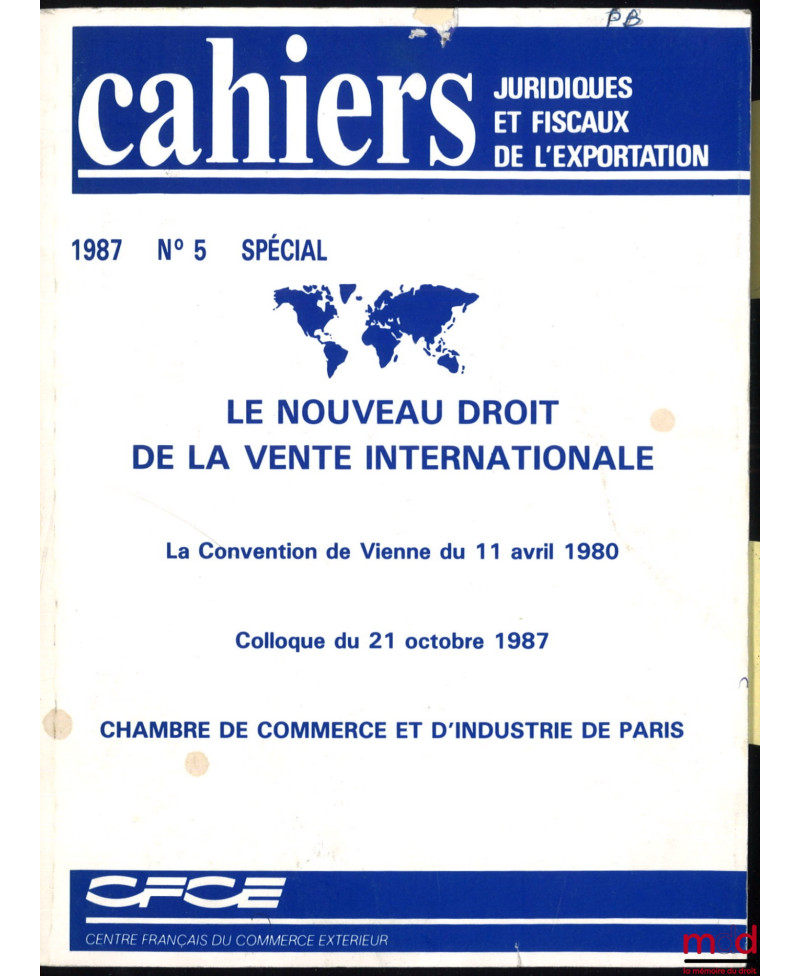 PB
cahiers
JURIDIQUES
ET FISCAUX
DE L'EXPORTATION
1987 Nº 5 SPÉCIAL
LE NOUVEAU DROIT
DE LA VENTE INTERNATIONALE
La Convention de Vienne du 11 avril 1980
Colloque du 21 octobre 1987
CHAMBRE DE COMMERCE ET D'INDUSTRIE DE PARIS
CFCE
CENTRE FRANÇAIS DU COMMERCE EXTERIEUR
mdd
la mémoire du droit